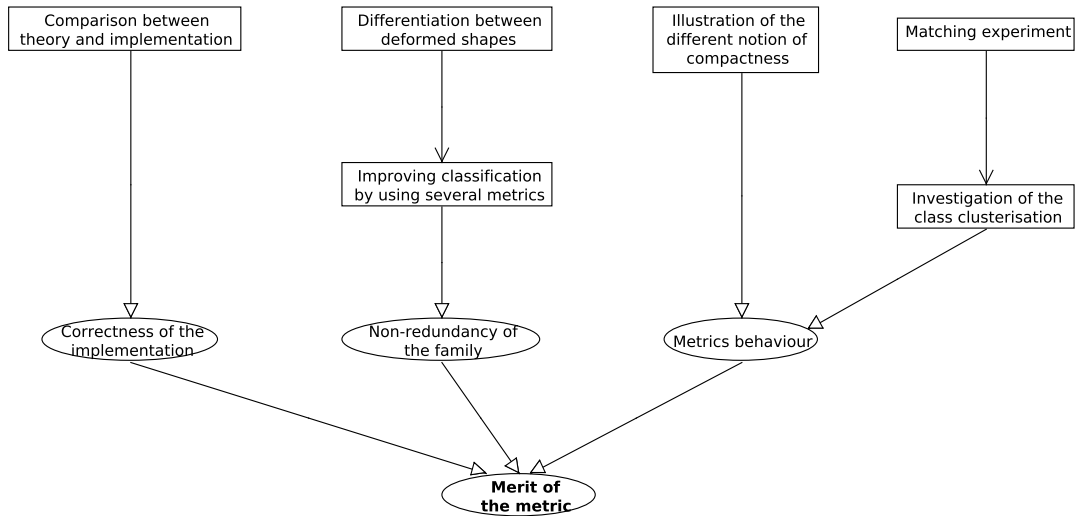 Comparison between
theory and implementation
Differentiation between
deformed shapes
Illustration of the
different notion of
compactness
Matching experiment
Improving classification
by using several metrics
Investigation of the
class clusterisation
Correctness of the
implementation
Non-redundancy of
the family
Metrics behaviour
Merit of
the metric